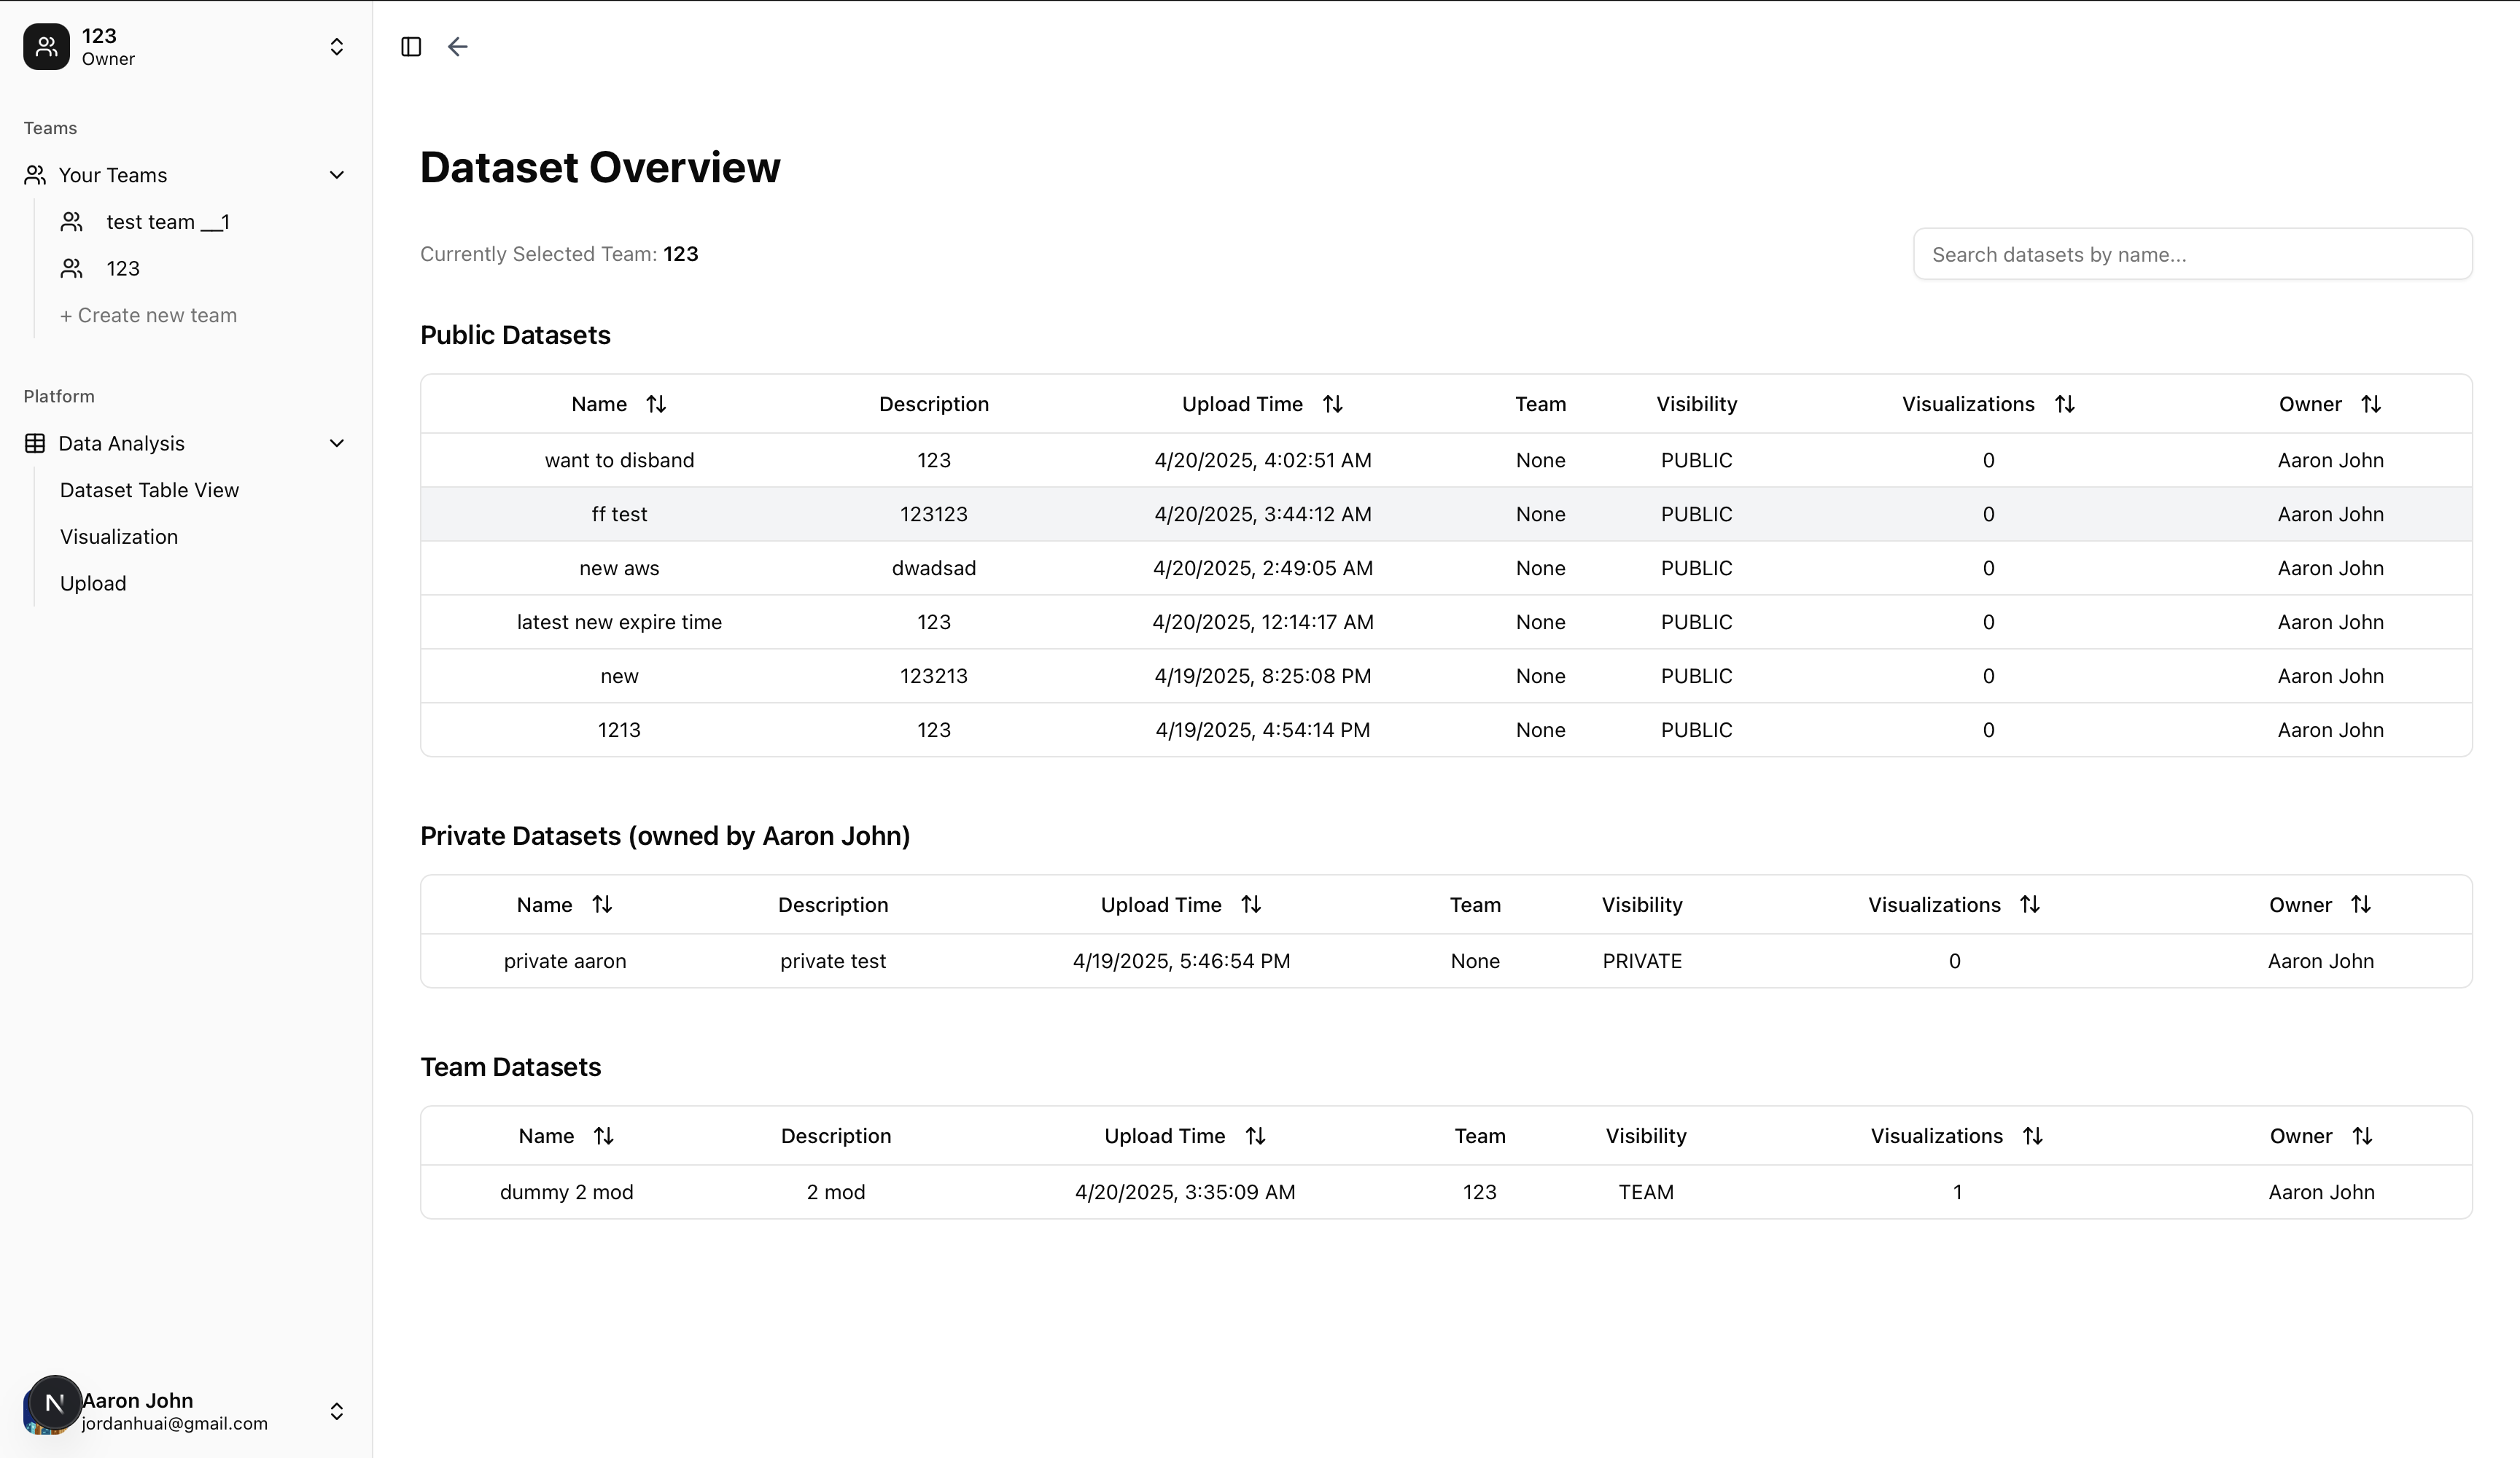 123
Owner
Teams
Your Teams
test team __1
123
+ Create new team
Platform
Data Analysis
Dataset Table View
Visualization
Upload
N
Aaron John
jordanhuai@gmail.com
Dataset Overview
Currently Selected Team: 123
Search datasets by name...
Public Datasets
Name Description Upload Time Team Visibility Visualizations Owner
want to disband 123 4/20/2025, 4:02:51 AM None PUBLIC 0 Aaron John
ff test 123123 4/20/2025, 3:44:12 AM None PUBLIC 0 Aaron John
new aws dwadsad 4/20/2025, 2:49:05 AM None PUBLIC 0 Aaron John
latest new expire time 123 4/20/2025, 12:14:17 AM None PUBLIC 0 Aaron John
new 123213 4/19/2025, 8:25:08 PM None PUBLIC 0 Aaron John
1213 123 4/19/2025, 4:54:14 PM None PUBLIC 0 Aaron John
Private Datasets (owned by Aaron John)
Name Description Upload Time Team Visibility Visualizations Owner
private aaron private test 4/19/2025, 5:46:54 PM None PRIVATE 0 Aaron John
Team Datasets
Name Description Upload Time Team Visibility Visualizations Owner
dummy 2 mod 2 mod 4/20/2025, 3:35:09 AM 123 TEAM 1 Aaron John